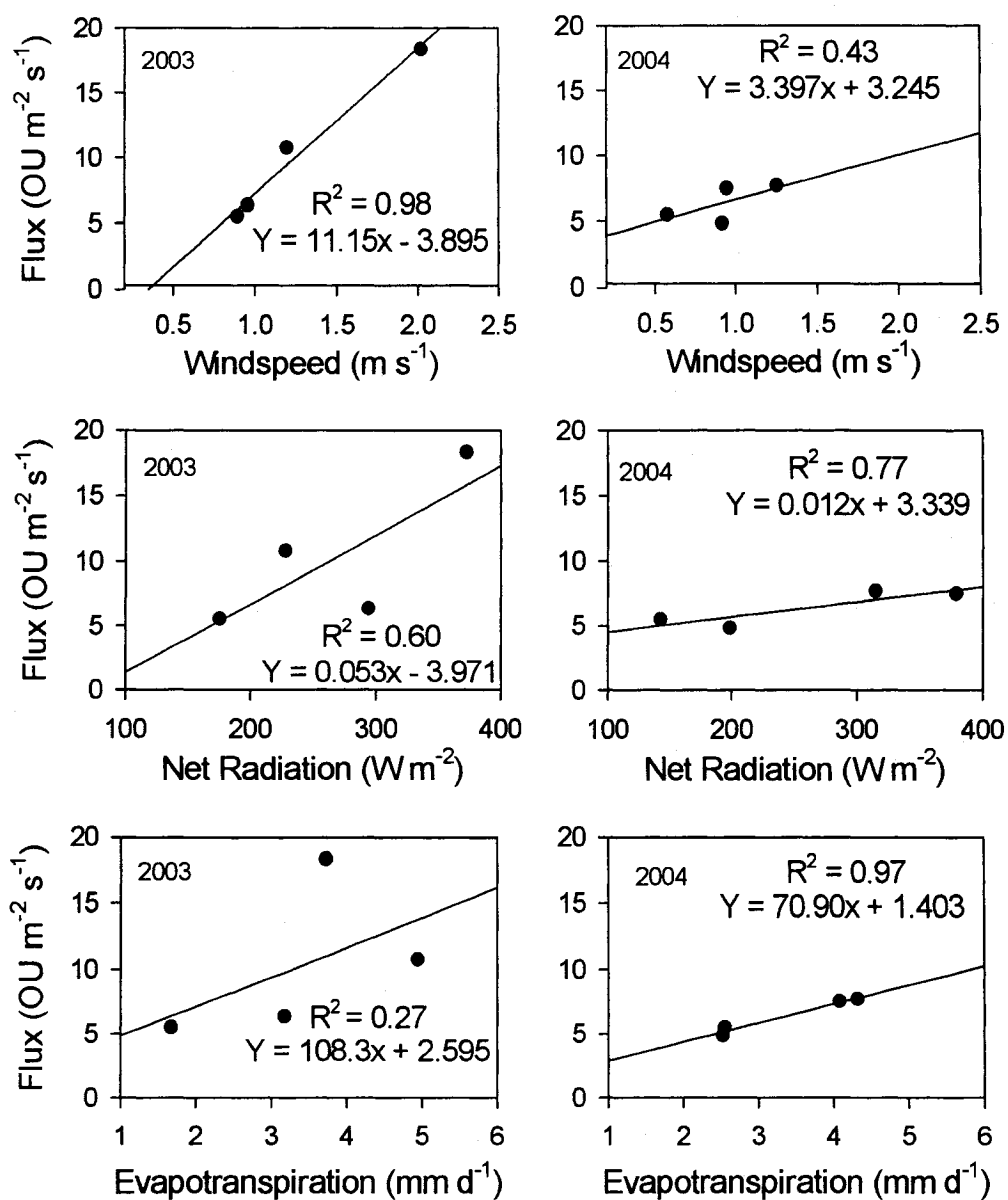 20
15
10
5
0
Flux (OU m⁻² s⁻¹)
2003
R² = 0.98
Y = 11.15x - 3.895
0.5 1.0 1.5 2.0 2.5
Windspeed (m s⁻¹)
20
15
10
5
0
2004
R² = 0.43
Y = 3.397x + 3.245
0.5 1.0 1.5 2.0 2.5
Windspeed (m s⁻¹)
20
15
10
5
0
Flux (OU m⁻² s⁻¹)
2003
R² = 0.60
Y = 0.053x - 3.971
100 200 300 400
Net Radiation (W m⁻²)
20
15
10
5
0
2004
R² = 0.77
Y = 0.012x + 3.339
100 200 300 400
Net Radiation (W m⁻²)
20
15
10
5
0
Flux (OU m⁻² s⁻¹)
2003
R² = 0.27
Y = 108.3x + 2.595
1 2 3 4 5 6
Evapotranspiration (mm d⁻¹)
20
15
10
5
0
2004
R² = 0.97
Y = 70.90x + 1.403
1 2 3 4 5 6
Evapotranspiration (mm d⁻¹)